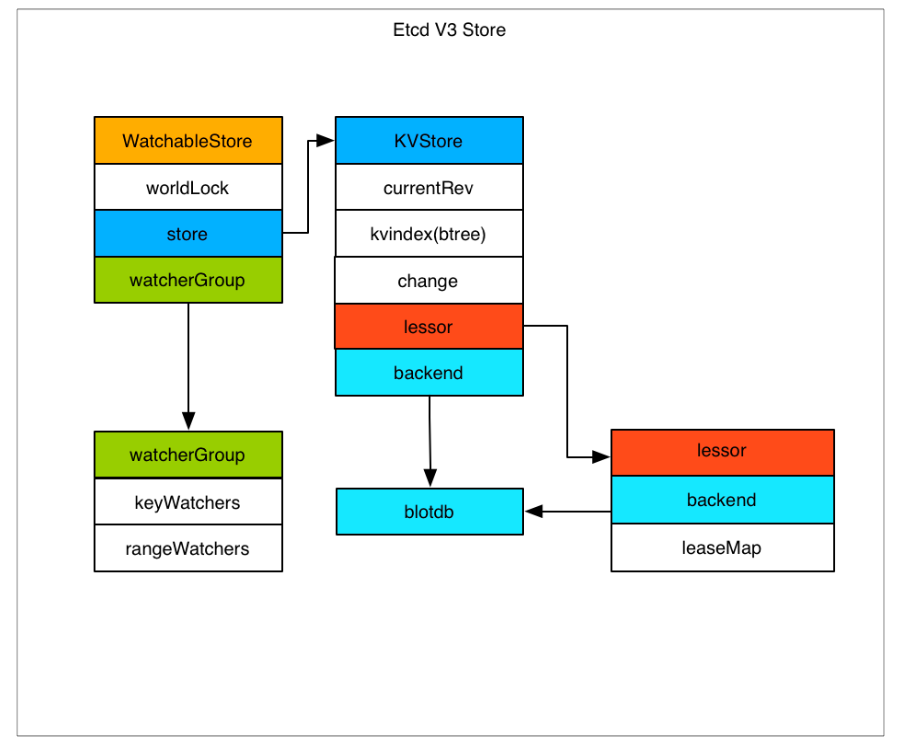 Etcd V3 Store
WatchableStore
worldLock
store
watcherGroup
KVStore
currentRev
kvindex(btree)
change
lessor
backend
watcherGroup
keyWatchers
rangeWatchers
blotdb
lessor
backend
leaseMap